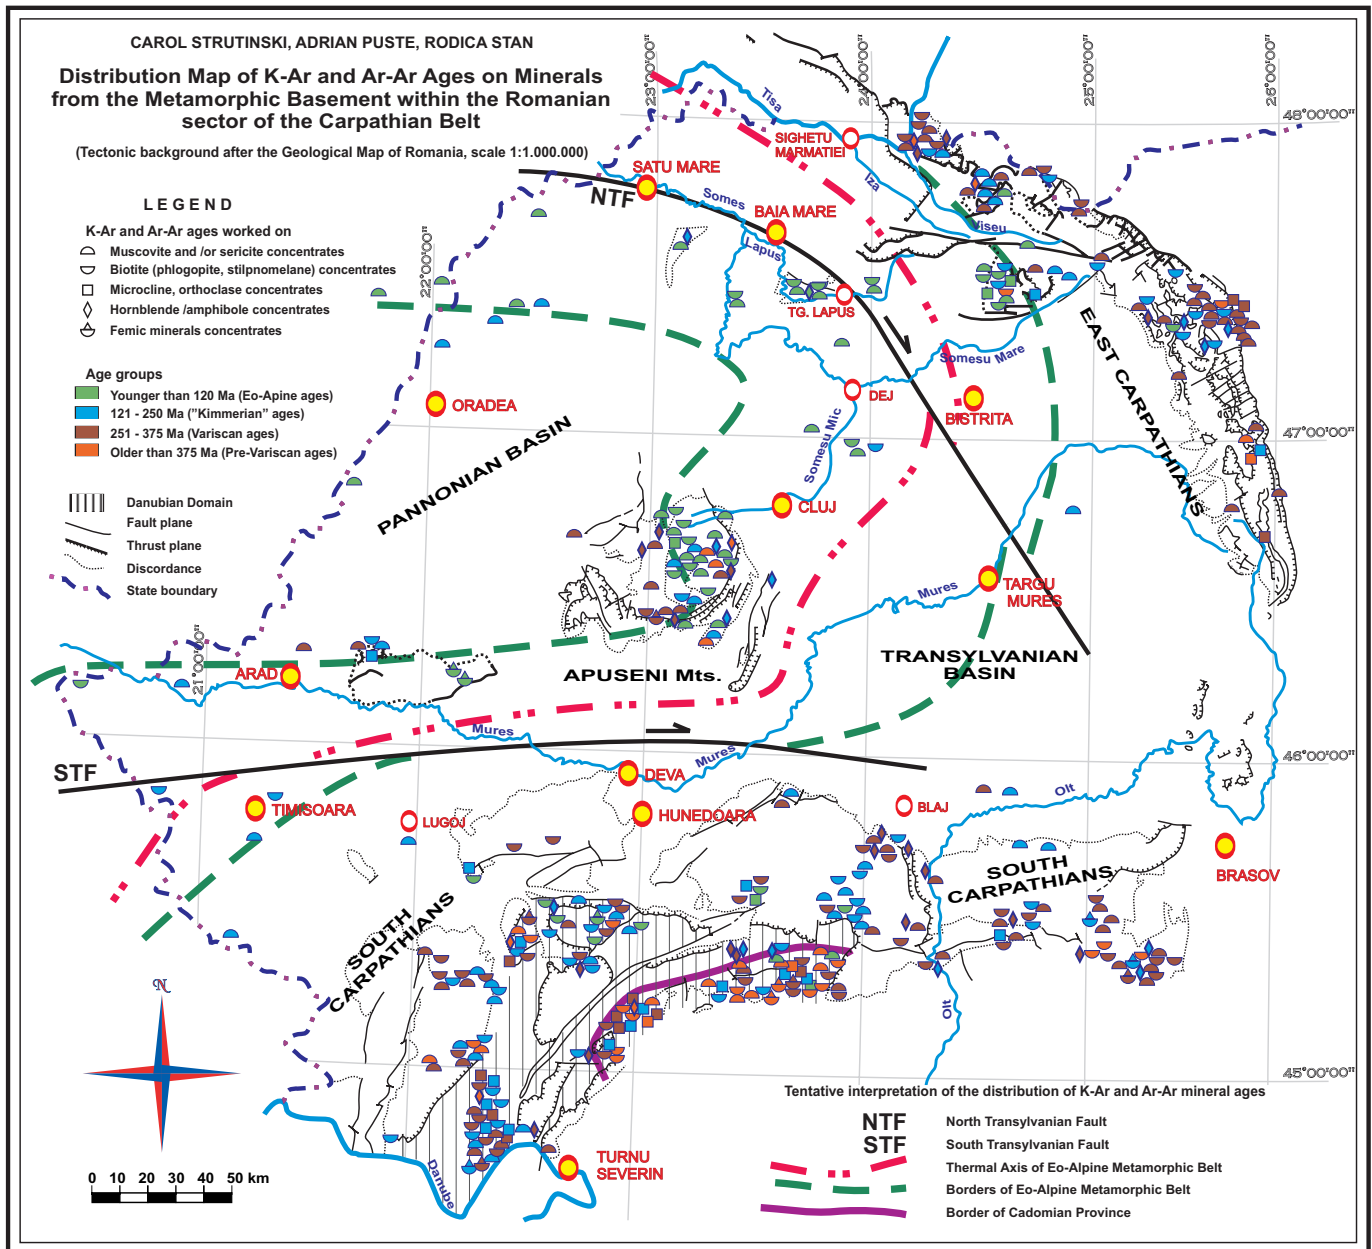 CAROL STRUTINSKI, ADRIAN PUSTE, RODICA STAN
Distribution Map of K-Ar and Ar-Ar Ages on Minerals
from the Metamorphic Basement within the Romanian
sector of the Carpathian Belt
(Tectonic background after the Geological Map of Romania, scale 1:1.000.000)
LEGEND
K-Ar and Ar-Ar ages worked on
Muscovite and /or sericite concentrates
Biotite (phlogopite, stilpnomelane) concentrates
Microcline, orthoclase concentrates
Hornblende /amphibole concentrates
Femic minerals concentrates
Age groups
Younger than 120 Ma (Eo-Apine ages)
121 - 250 Ma ("Kimmerian" ages)
251 - 375 Ma (Variscan ages)
Older than 375 Ma (Pre-Variscan ages)
Danubian Domain
Fault plane
Thrust plane
Discordance
State boundary
23°00'00"
24°00'00"
25°00'00"
26°00'00"
48°00'00"
22°00'00"
47°00'00"
21°00'00"
46°00'00"
45°00'00"
Tisa
SIGHETU
MARMATIEI
Iza
Viseu
SATU MARE
NTF
Somes
BAIA MARE
Lapus
TG. LAPUS
Somesu Mare
DEJ
BISTRITA
EAST CARPATHIANS
ORADEA
PANNONIAN BASIN
Somesu Mic
CLUJ
TARGU
MURES
Mures
TRANSYLVANIAN
BASIN
APUSENI Mts.
ARAD
Mures
Mures
STF
DEVA
TIMISOARA
LUGOJ
HUNEDOARA
BLAJ
Olt
BRASOV
SOUTH
CARPATHIANS
SOUTH
CARPATHIANS
Olt
N
Danube
TURNU
SEVERIN
0 10 20 30 40 50 km
Tentative interpretation of the distribution of K-Ar and Ar-Ar mineral ages
NTF North Transylvanian Fault
STF South Transylvanian Fault
Thermal Axis of Eo-Alpine Metamorphic Belt
Borders of Eo-Alpine Metamorphic Belt
Border of Cadomian Province